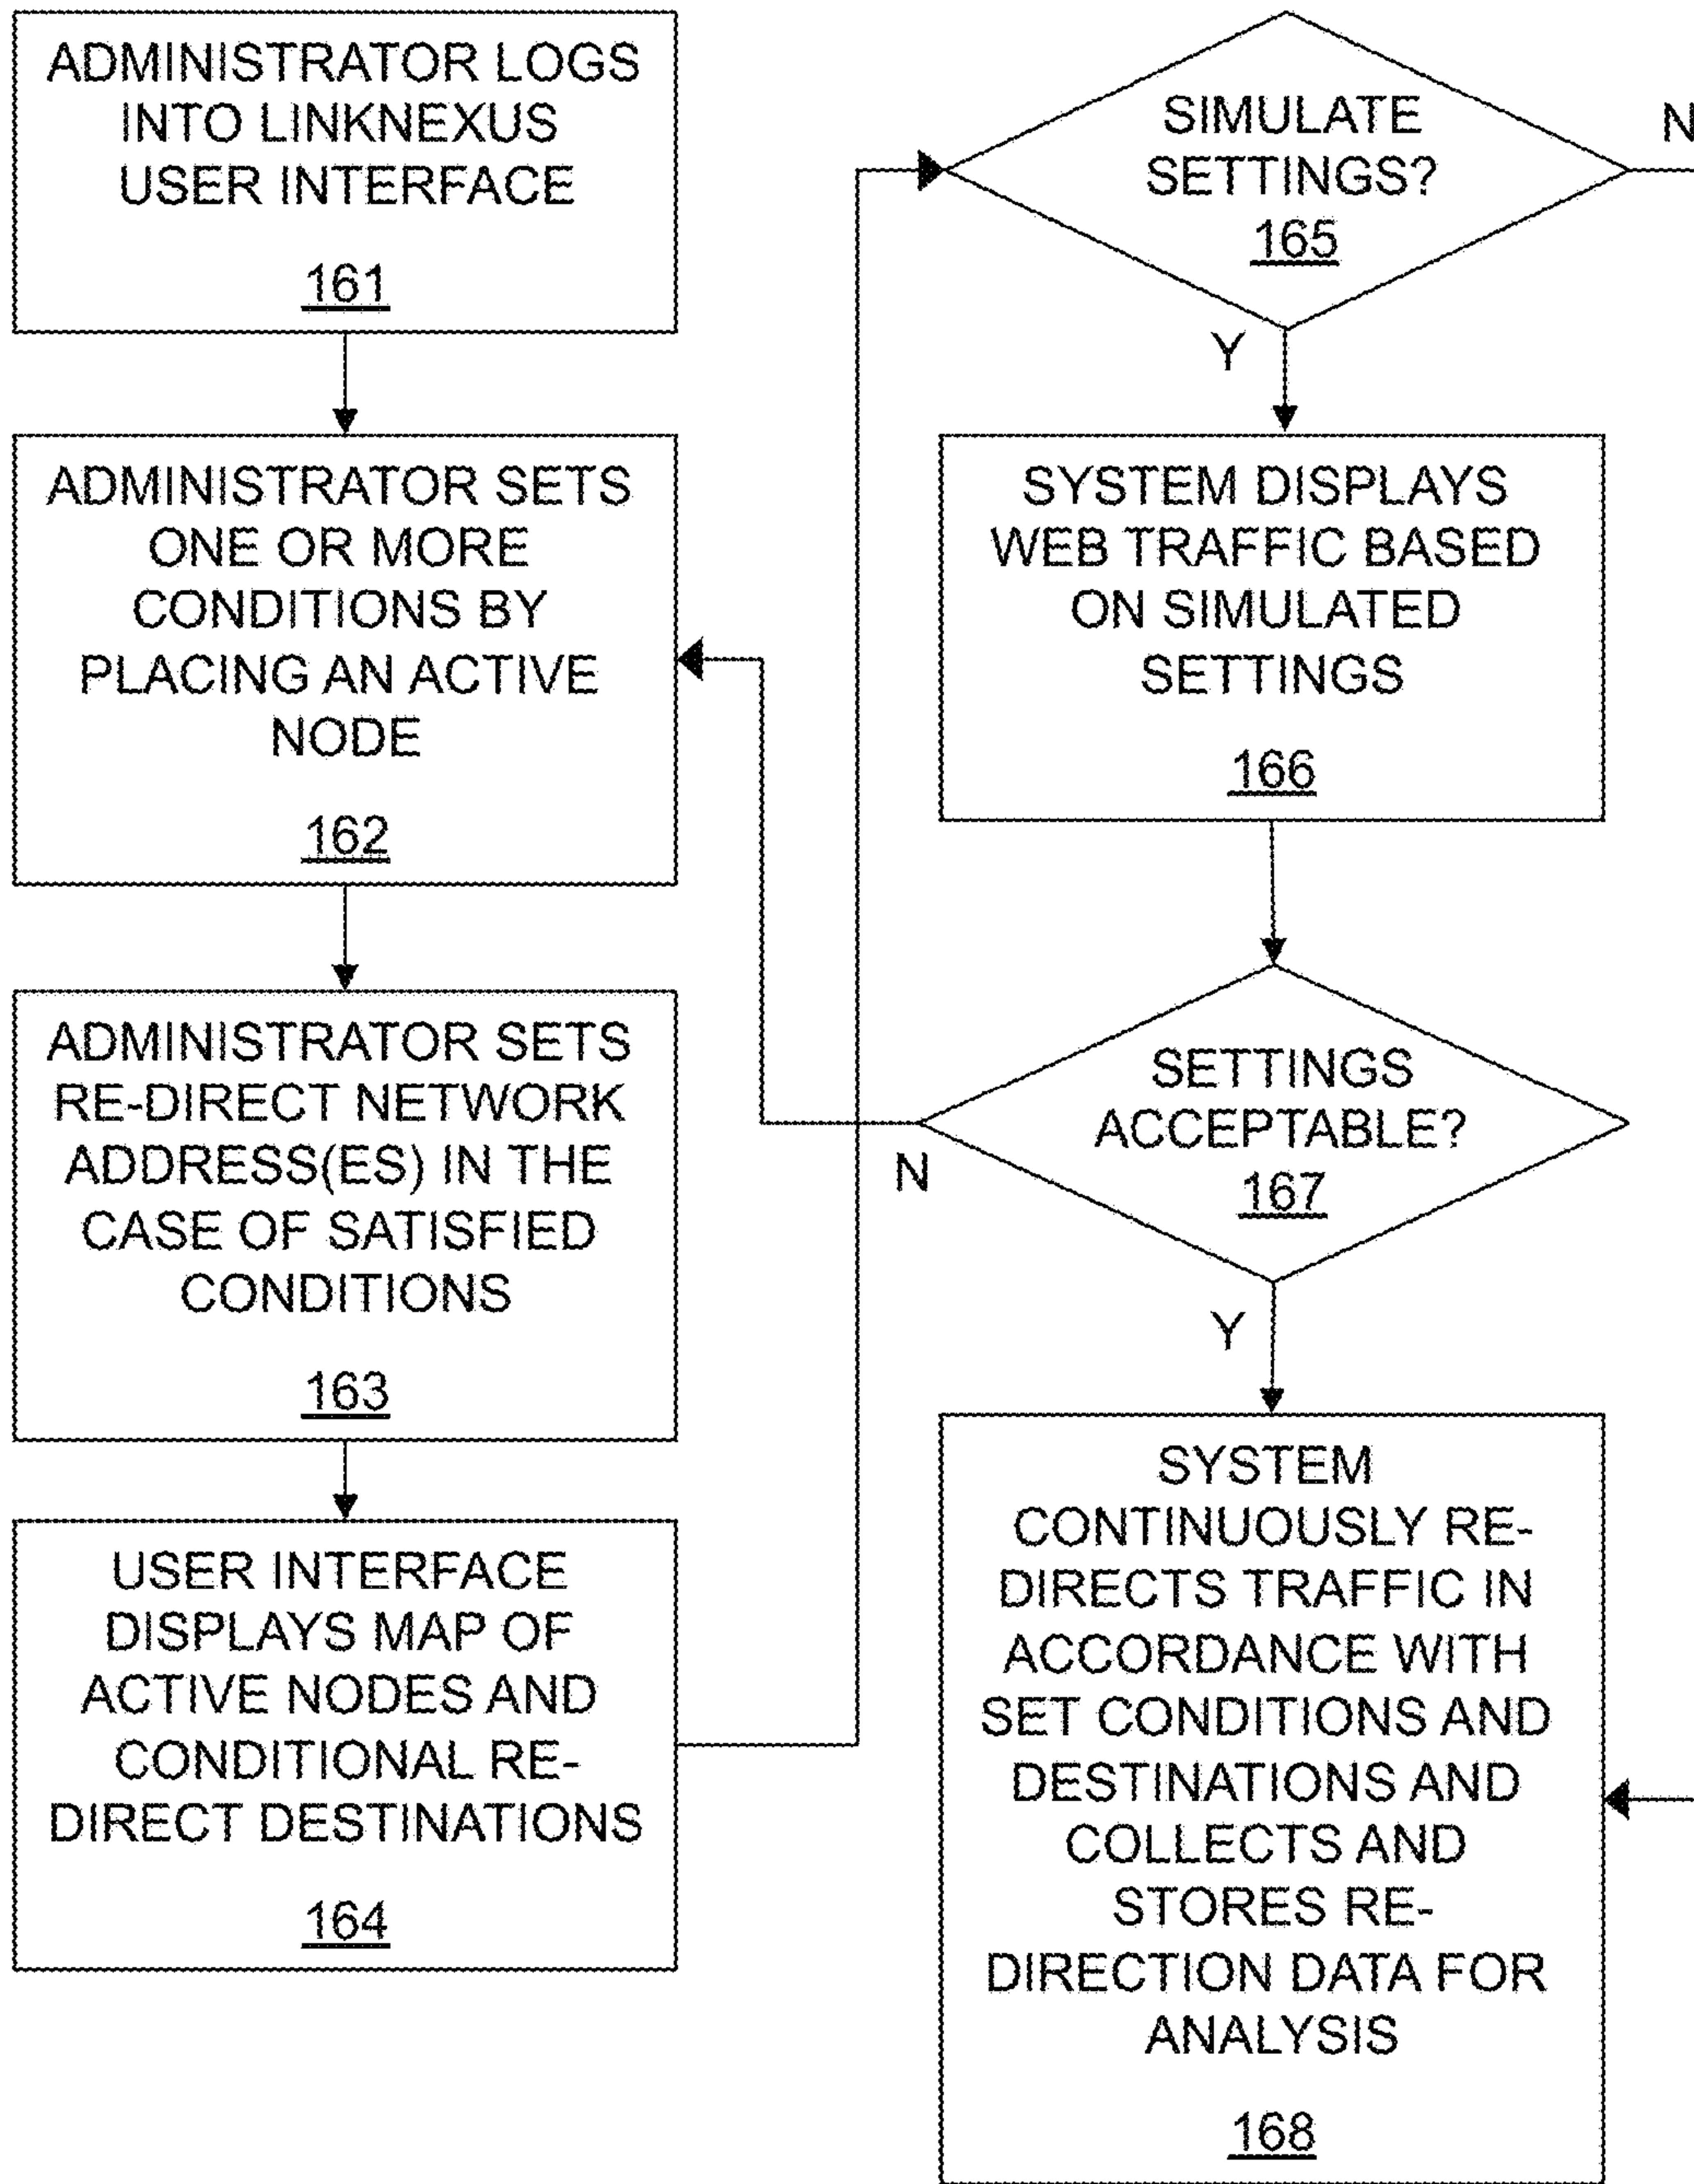 ADMINISTRATOR LOGS
INTO LINKNEXUS
USER INTERFACE
161
ADMINISTRATOR SETS
ONE OR MORE
CONDITIONS BY
PLACING AN ACTIVE
NODE
162
ADMINISTRATOR SETS
RE-DIRECT NETWORK
ADDRESS(ES) IN THE
CASE OF SATISFIED
CONDITIONS
163
USER INTERFACE
DISPLAYS MAP OF
ACTIVE NODES AND
CONDITIONAL RE-
DIRECT DESTINATIONS
164
SIMULATE
SETTINGS?
165
N
Y
SYSTEM DISPLAYS
WEB TRAFFIC BASED
ON SIMULATED
SETTINGS
166
SETTINGS
ACCEPTABLE?
167
N
Y
SYSTEM
CONTINUOUSLY RE-
DIRECTS TRAFFIC IN
ACCORDANCE WITH
SET CONDITIONS AND
DESTINATIONS AND
COLLECTS AND
STORES RE-
DIRECTION DATA FOR
ANALYSIS
168